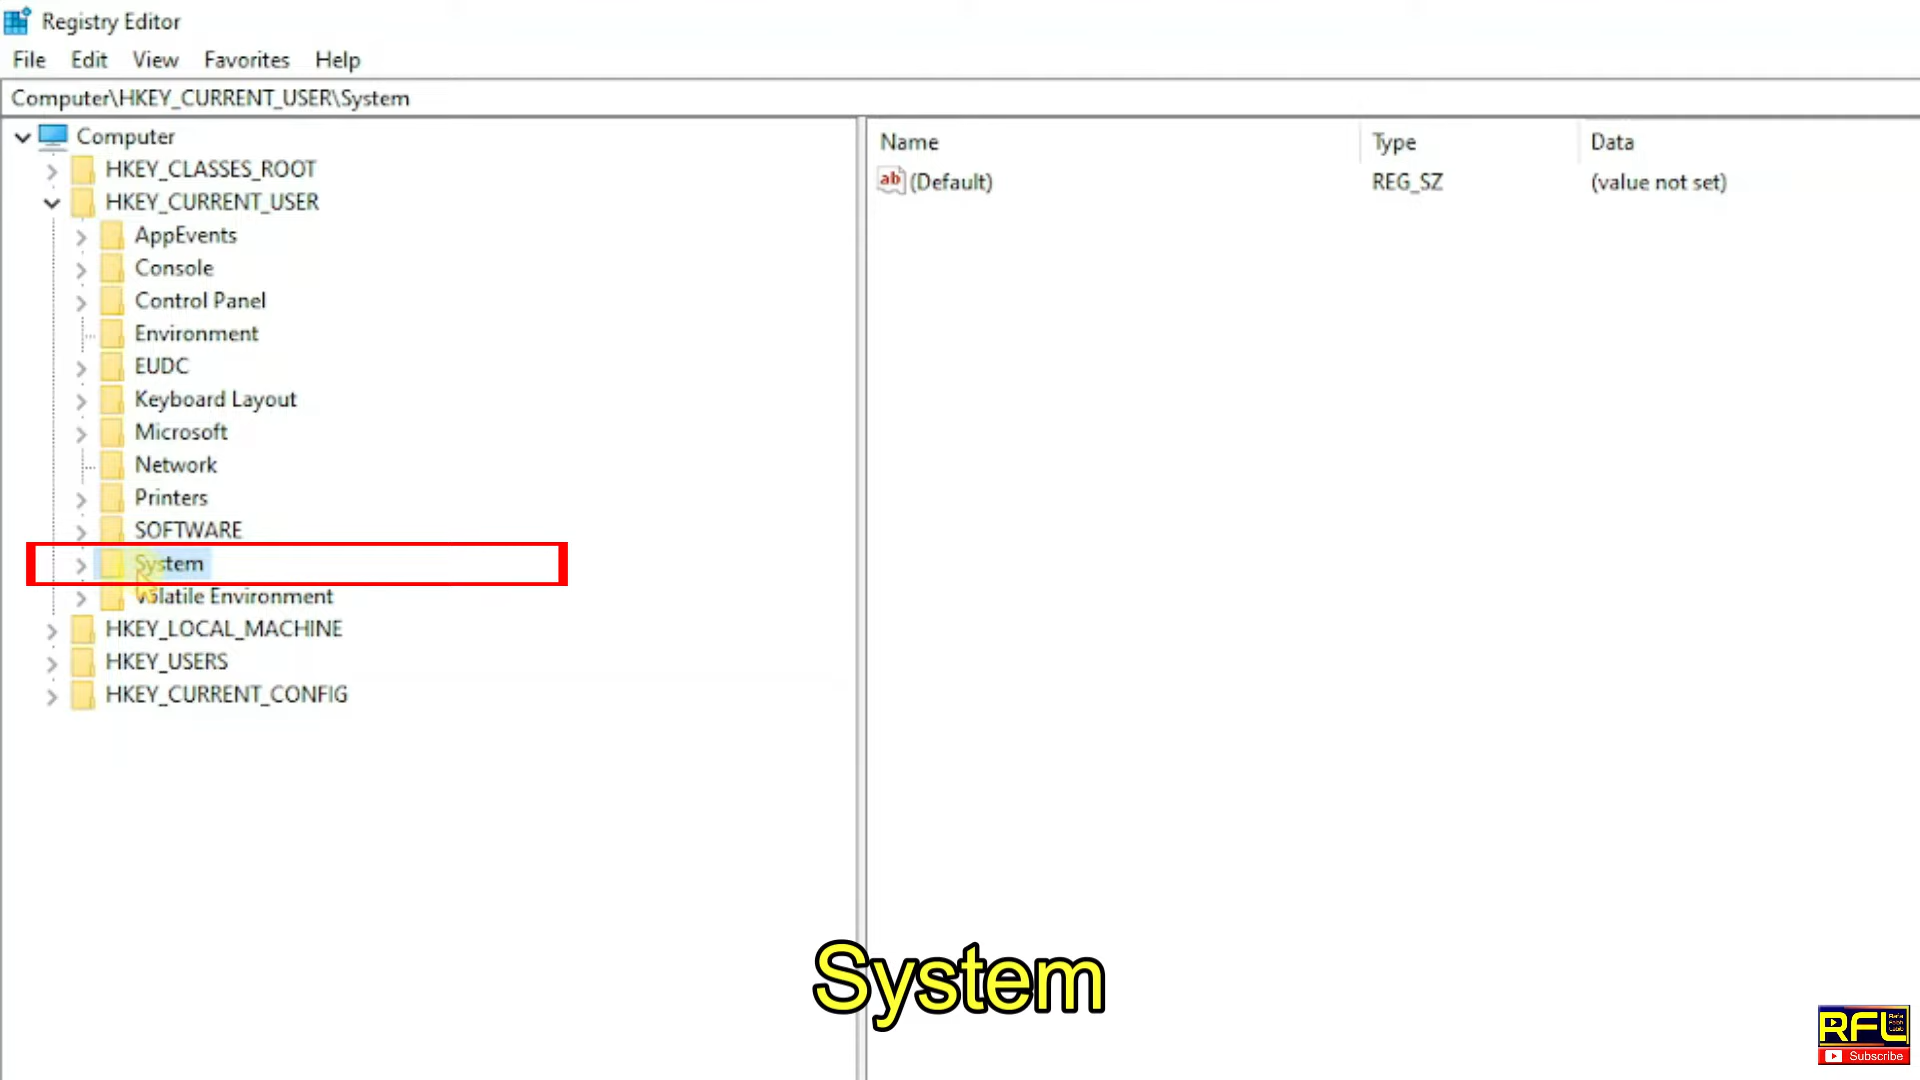 Registry Editor
File Edit View Favorites Help
Computer\HKEY_CURRENT_USER\System
Computer
HKEY_CLASSES_ROOT
HKEY_CURRENT_USER
AppEvents
Console
Control Panel
Environment
EUDC
Keyboard Layout
Microsoft
Network
Printers
SOFTWARE
System
Volatile Environment
HKEY_LOCAL_MACHINE
HKEY_USERS
HKEY_CURRENT_CONFIG
Name Type Data
ab (Default) REG_SZ (value not set)
System
RFL
Subscribe